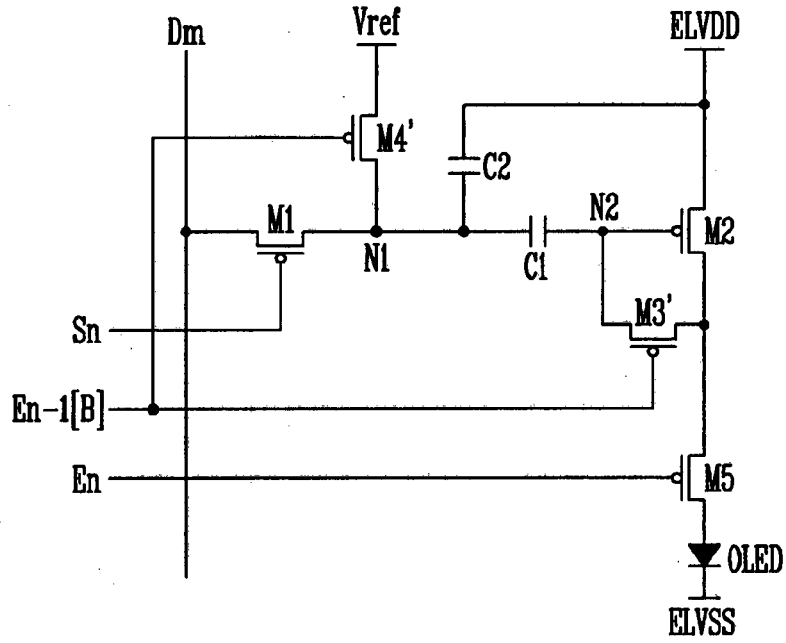 Dm
Vref
ELVDD
M4'
C2
M1
N1
C1
N2
M2
M3'
Sn
En-1[B]
En
M5
OLED
ELVSS